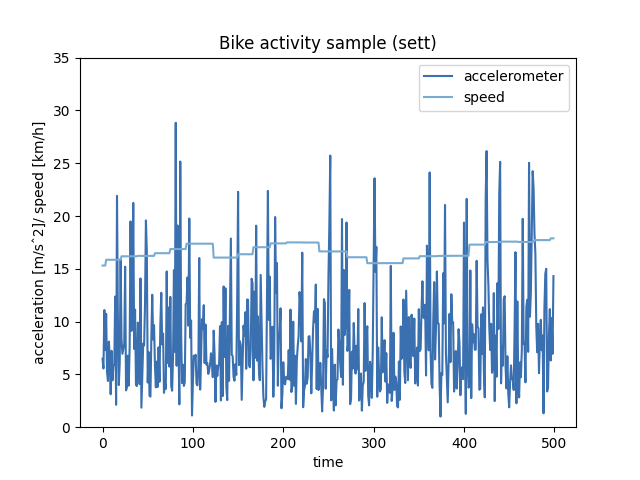 Bike activity sample (sett)
accelerometer
speed
acceleration [m/s^2]/ speed [km/h]
35
30
25
20
15
10
5
0
0 100 200 300 400 500
time